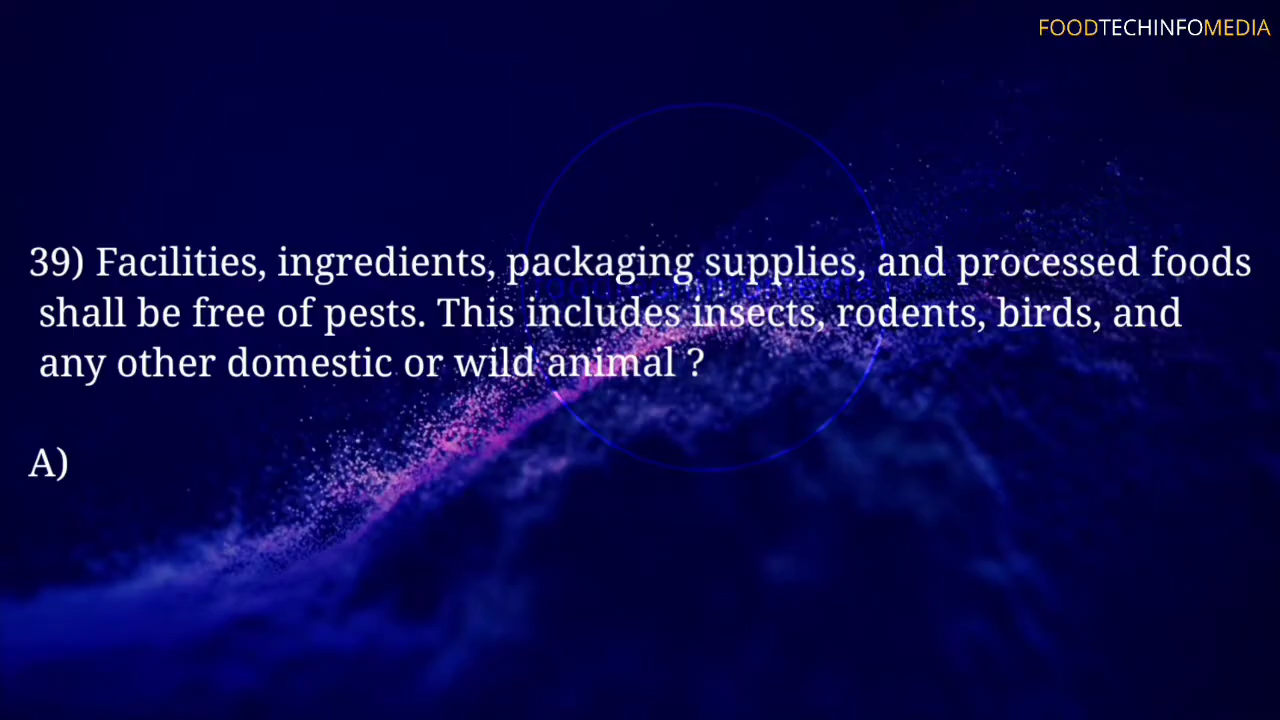 FOODTECHINFOMEDIA
39) Facilities, ingredients, packaging supplies, and processed foods
shall be free of pests. This includes insects, rodents, birds, and
any other domestic or wild animal ?
A)